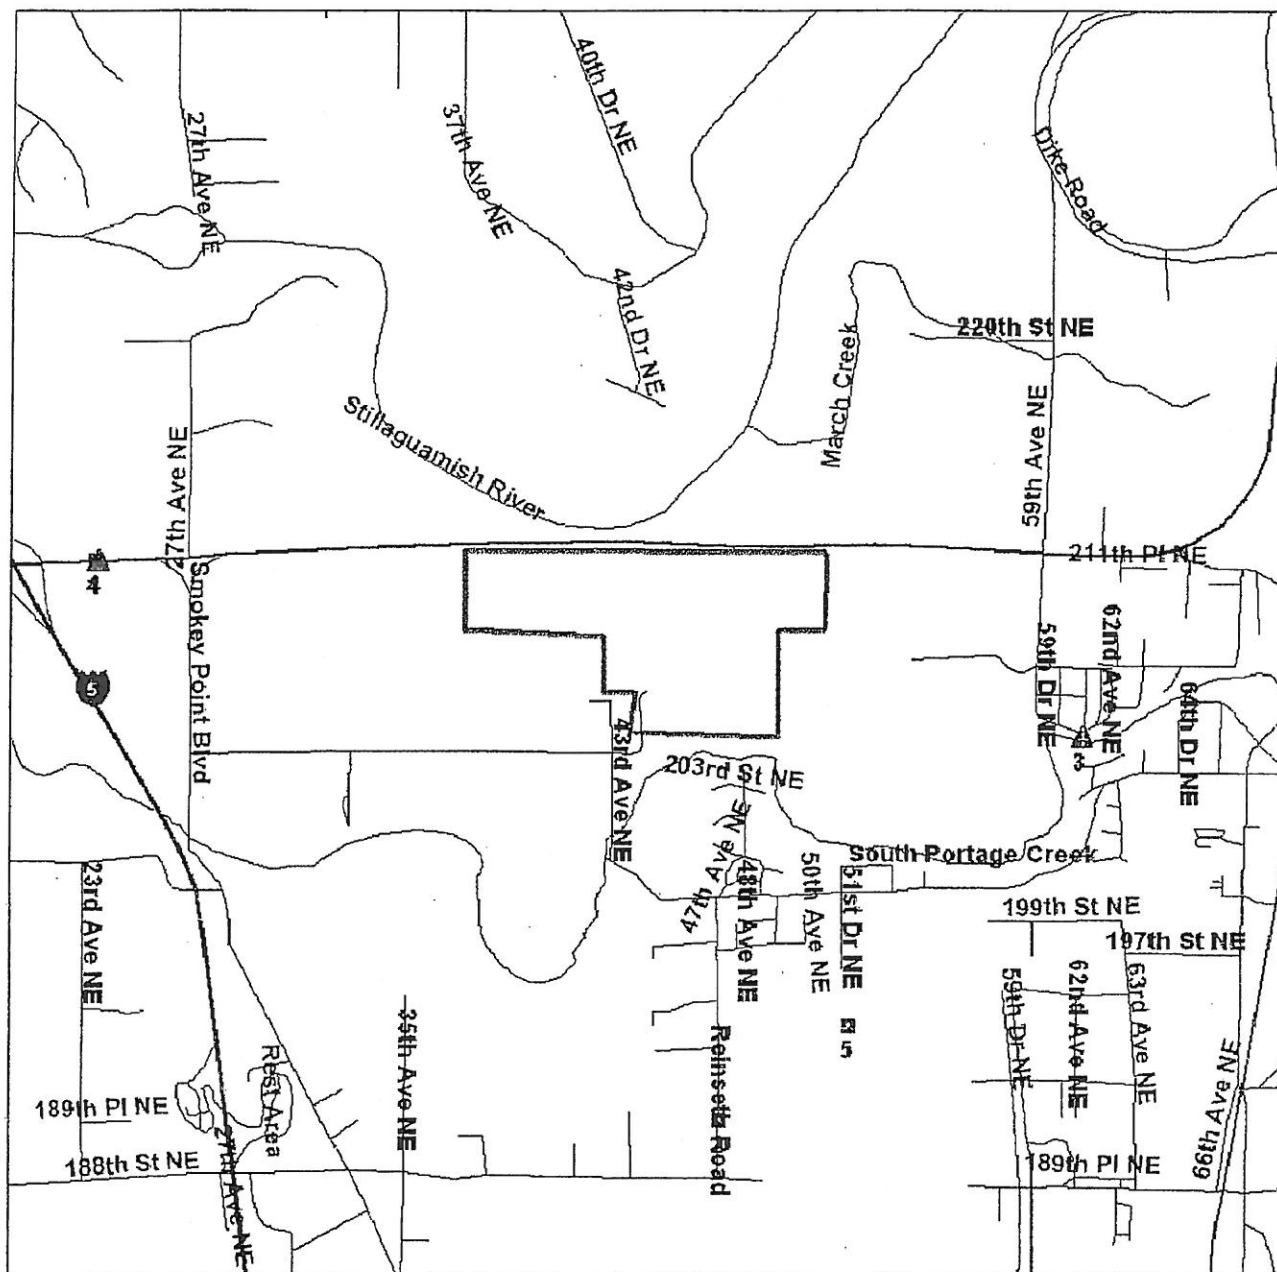 40th Dr NE
27th Ave NE
37th Ave NE
Dike Road
42nd Dr NE
220th St NE
March Creek
Stillaguamish River
59th Ave NE
27th Ave NE
211th Pl NE
4
Smokey Point Blvd
5
59th Dr NE
62nd Ave NE
64th Dr NE
3
43rd Ave NE
203rd St NE
47th Ave NE
48th Ave NE
50th Ave NE
51st Dr NE
South Portage Creek
23rd Ave NE
199th St NE
197th St NE
59th Dr NE
62nd Ave NE
63rd Ave NE
5
35th Ave NE
Reinseth Road
66th Ave NE
Rest Area
189th Pl NE
188th St NE
27th Ave NE
189th Pl NE